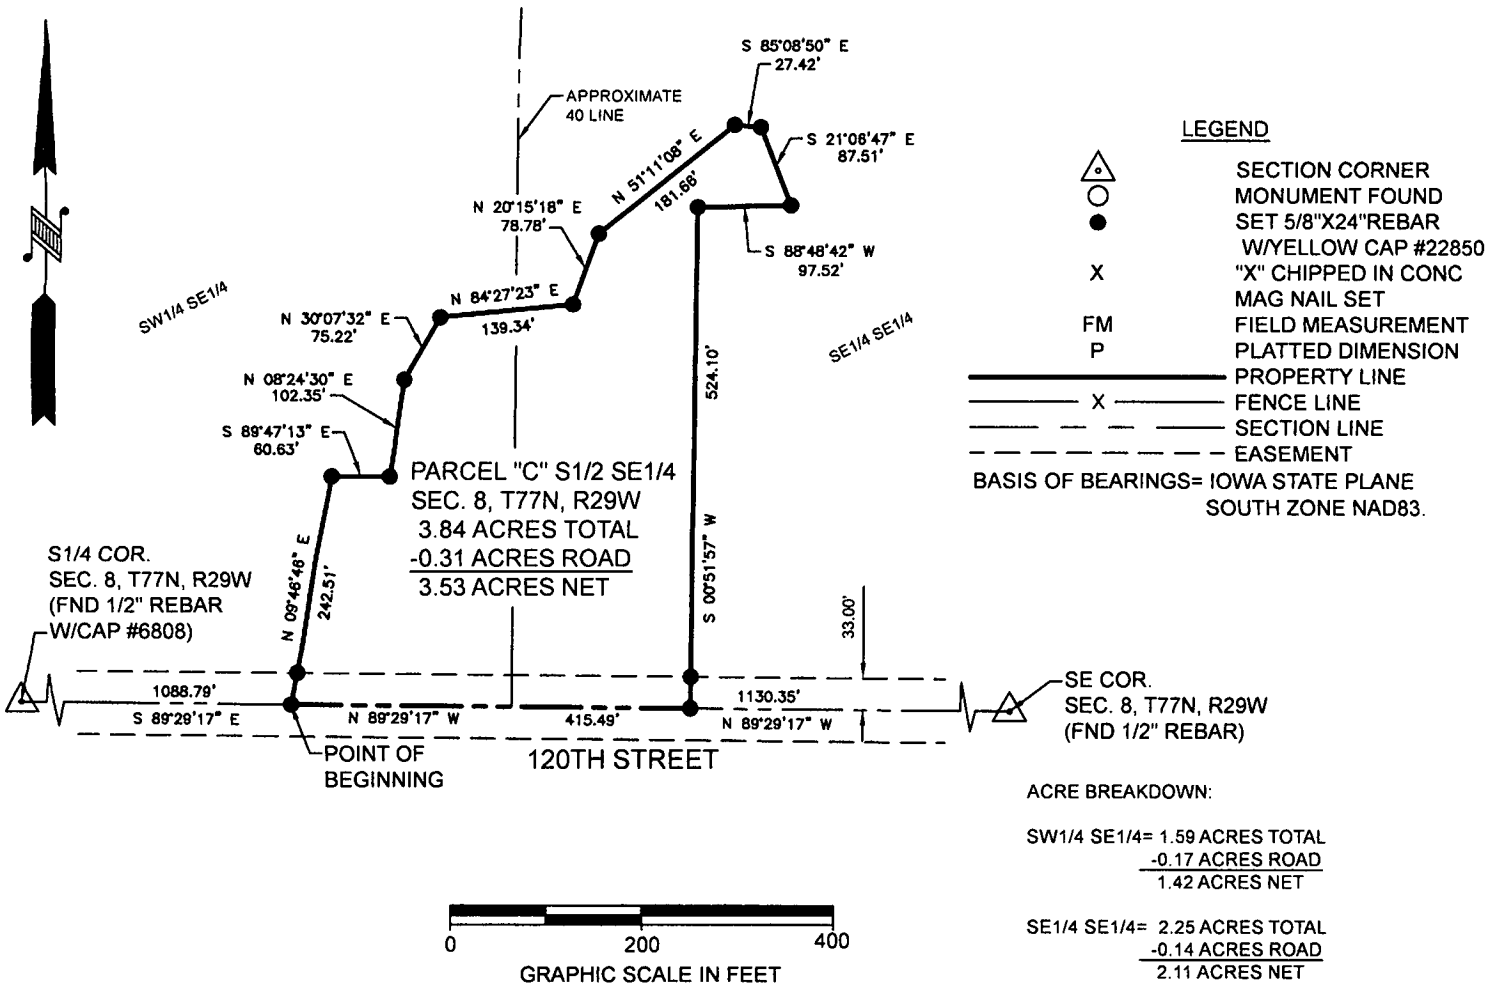 S 85°08'50" E
27.42'
APPROXIMATE
40 LINE
S 21°06'47" E
87.51'
N 51°11'08" E
181.66'
N 20°15'18" E
78.78'
S 88°48'42" W
97.52'
N 84°27'23" E
139.34'
SW1/4 SE1/4
N 30°07'32" E
75.22'
SE1/4 SE1/4
N 08°24'30" E
102.35'
524.10'
S 00°51'57" W
S 89°47'13" E
60.63'
PARCEL "C" S1/2 SE1/4
SEC. 8, T77N, R29W
3.84 ACRES TOTAL
-0.31 ACRES ROAD
3.53 ACRES NET
N 09°46'46" E
242.51'
S1/4 COR.
SEC. 8, T77N, R29W
(FND 1/2" REBAR
W/CAP #6808)
33.00'
1088.79'
S 89°29'17" E
N 89°29'17" W
415.49'
1130.35'
N 89°29'17" W
SE COR.
SEC. 8, T77N, R29W
(FND 1/2" REBAR)
POINT OF
BEGINNING
120TH STREET
LEGEND
SECTION CORNER
MONUMENT FOUND
SET 5/8"X24"REBAR
W/YELLOW CAP #22850
X "X" CHIPPED IN CONC
MAG NAIL SET
FM FIELD MEASUREMENT
P PLATTED DIMENSION
PROPERTY LINE
X FENCE LINE
SECTION LINE
EASEMENT
BASIS OF BEARINGS= IOWA STATE PLANE
SOUTH ZONE NAD83.
ACRE BREAKDOWN:
SW1/4 SE1/4= 1.59 ACRES TOTAL
-0.17 ACRES ROAD
1.42 ACRES NET
SE1/4 SE1/4= 2.25 ACRES TOTAL
-0.14 ACRES ROAD
2.11 ACRES NET
0 200 400
GRAPHIC SCALE IN FEET